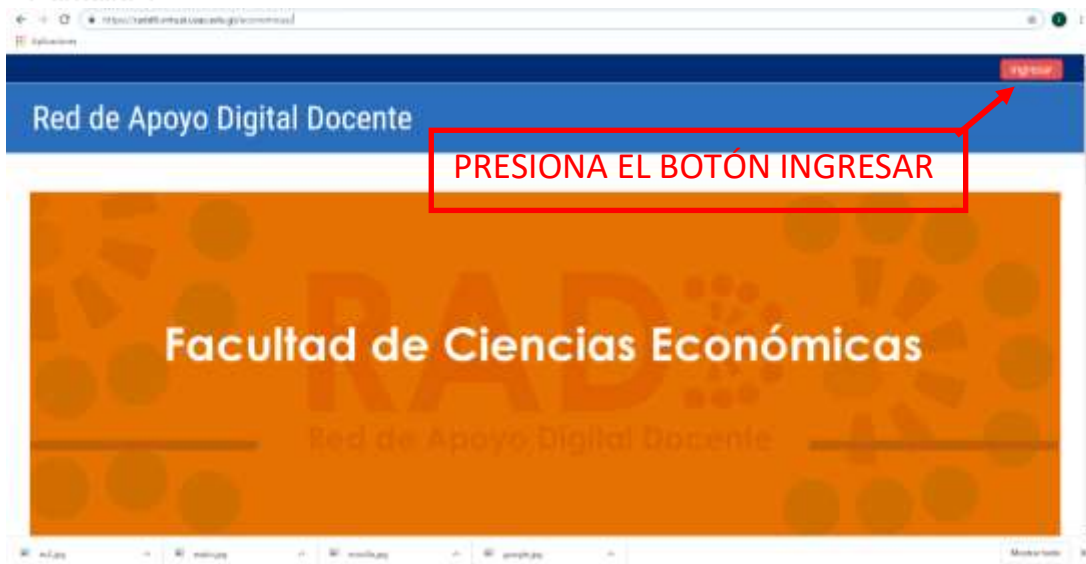 Ingresar
Red de Apoyo Digital Docente
PRESIONA EL BOTÓN INGRESAR
RAD
Facultad de Ciencias Económicas
Red de Apoyo Digital Docente